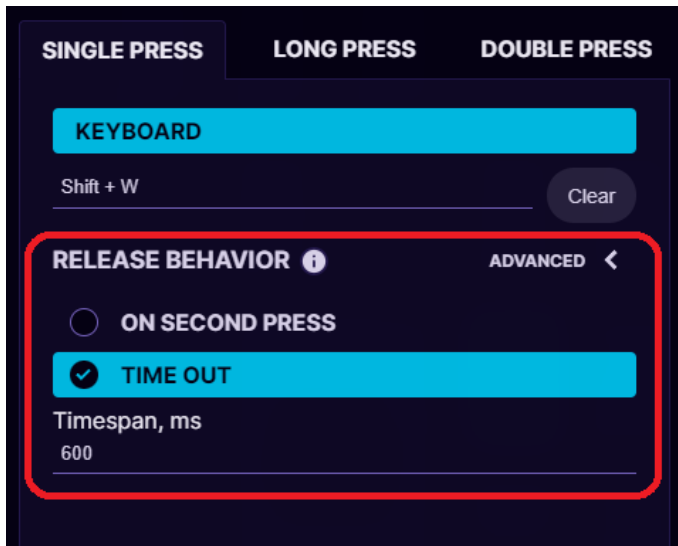 SINGLE PRESS LONG PRESS DOUBLE PRESS
KEYBOARD
Shift + W
Clear
RELEASE BEHAVIOR i ADVANCED
ON SECOND PRESS
TIME OUT
Timespan, ms
600